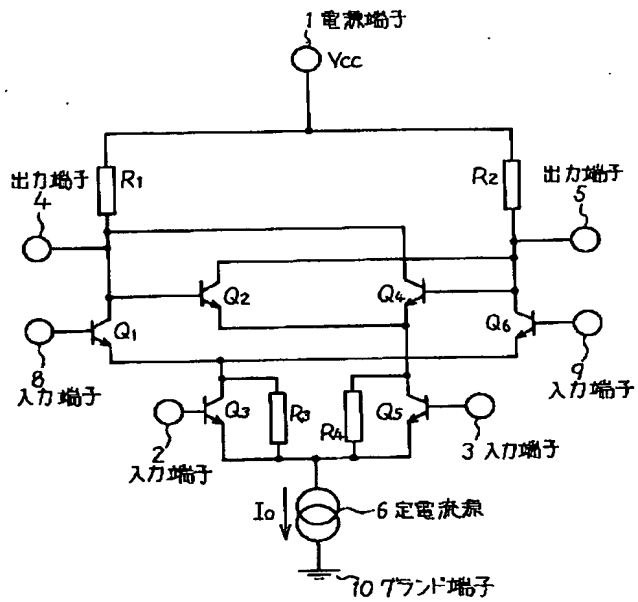 1 電源端子
Vcc
出力端子
4
R1
R2
出力端子
5
Q2
Q4
Q1
Q6
8
入力端子
9
入力端子
Q3
R3
R4
Q5
2
入力端子
3 入力端子
Io
6 定電流源
10 グランド端子